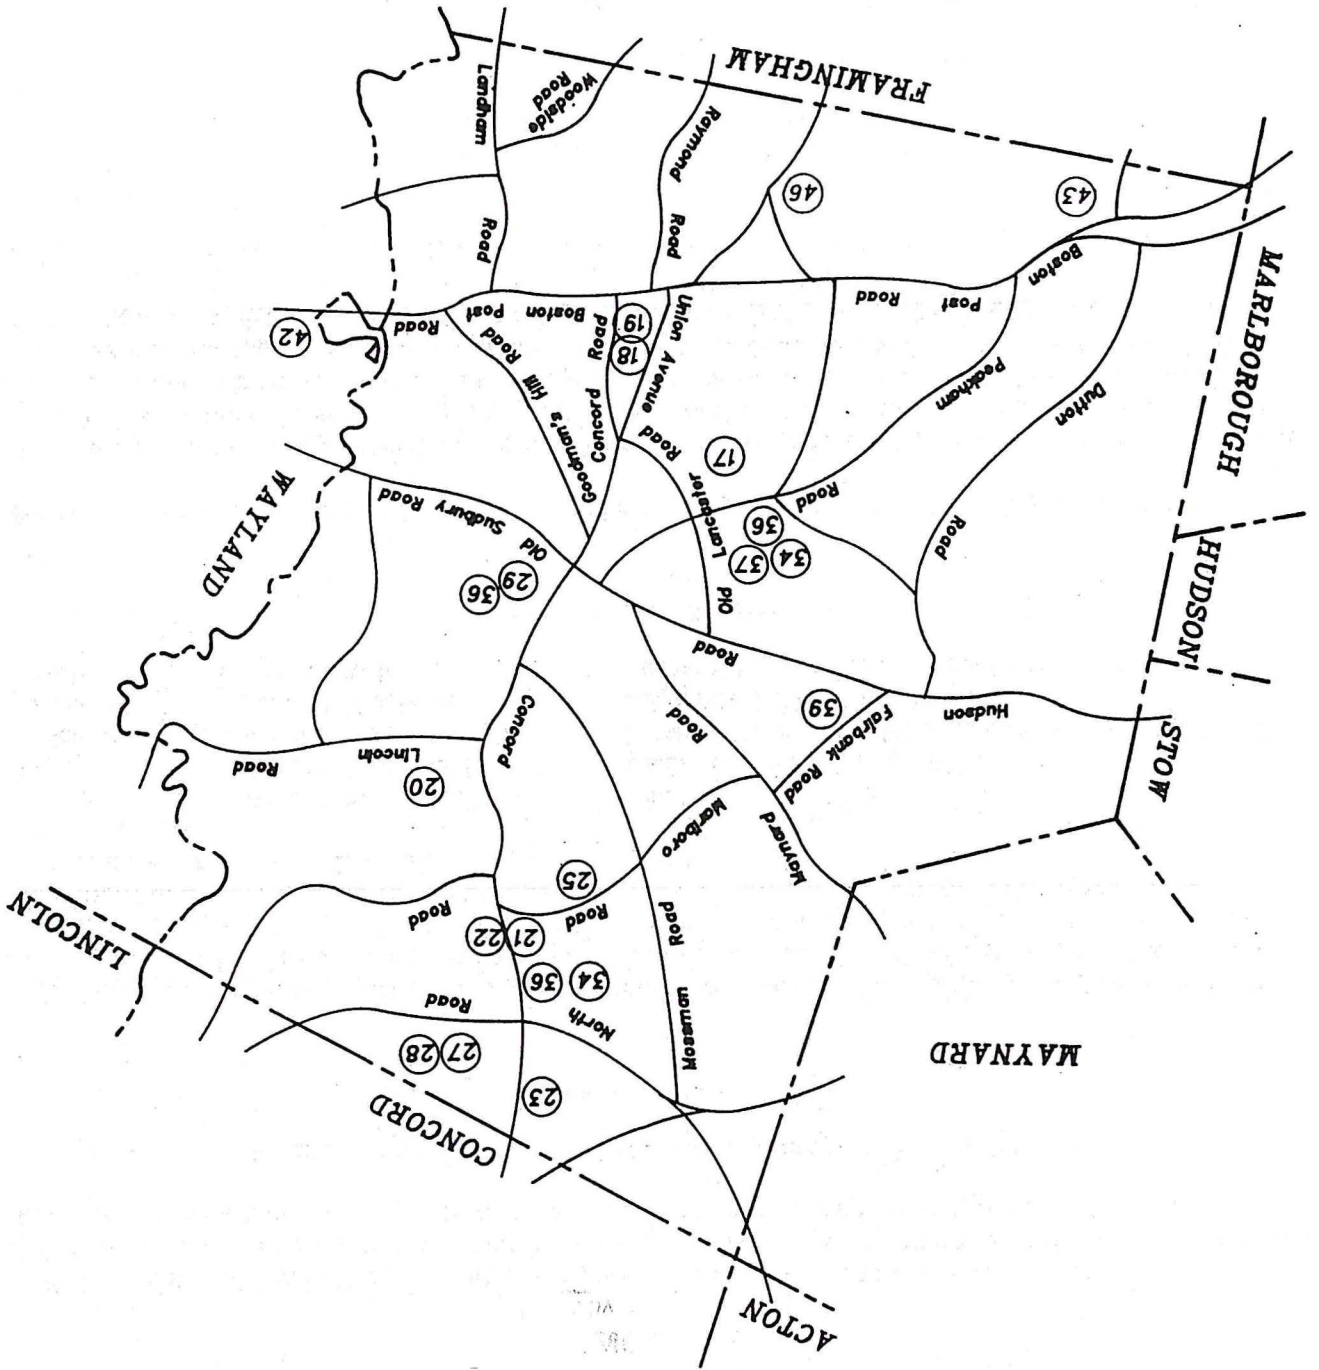 ACTON
CONCORD
23
MAYNARD
27
28
North
Road
Mossman Road
34
36
LINCOLN
21
22
Road
Road
25
Maynard
Marlboro
20
Lincoln
Road
STOW
Fairbank Road
Hudson
39
Road
Concord
Road
HUDSON
Old
29
36
34
37
36
WAYLAND
Old Sudbury Road
Dutton
Road
Peakham
Road
Lancaster
Road
17
Goodman's Hill Road
Concord
Road
Union Avenue
18
19
MARLBOROUGH
42
Boston
Post
Road
Boston
Post
Road
43
46
Raymond
Road
Landham
Road
Woodside
Road
FRAMINGHAM